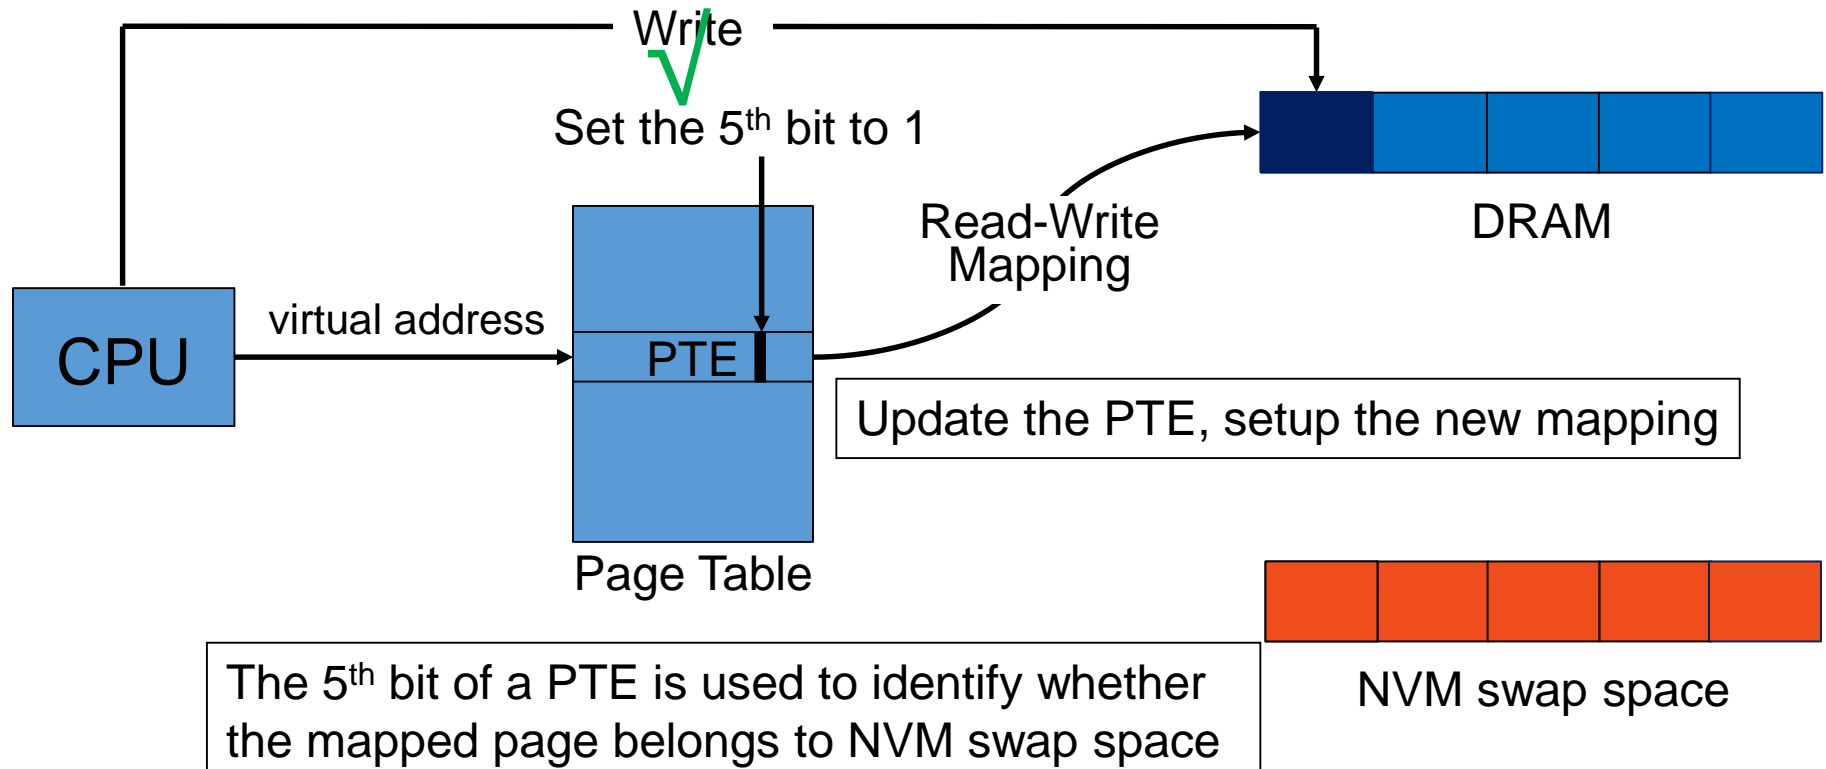 Write
Set the 5th bit to 1
Read-Write
Mapping
DRAM
virtual address
CPU
PTE
Update the PTE, setup the new mapping
Page Table
NVM swap space
The 5th bit of a PTE is used to identify whether
the mapped page belongs to NVM swap space